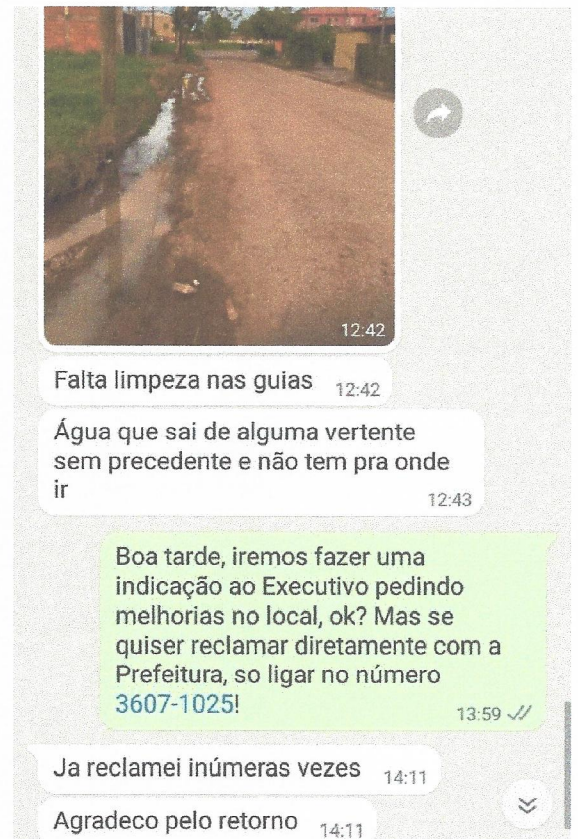 12:42
Falta limpeza nas guias 12:42
Água que sai de alguma vertente
sem precedente e não tem pra onde
ir
12:43
Boa tarde, iremos fazer uma
indicação ao Executivo pedindo
melhorias no local, ok? Mas se
quiser reclamar diretamente com a
Prefeitura, so ligar no número
3607-1025!
13:59
Ja reclamei inúmeras vezes 14:11
Agradeco pelo retorno 14:11